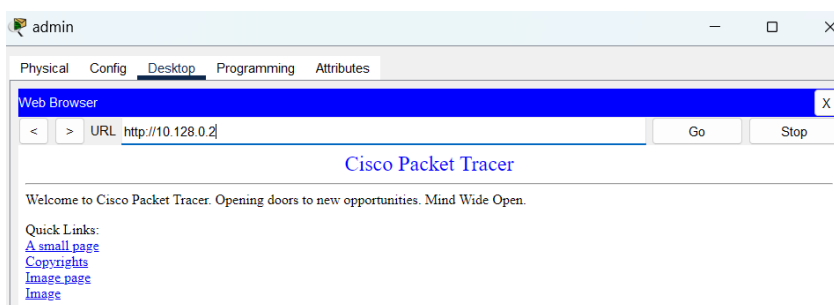 admin
Physical Config Desktop Programming Attributes
Web Browser X
< > URL http://10.128.0.2 Go Stop
Cisco Packet Tracer
Welcome to Cisco Packet Tracer. Opening doors to new opportunities. Mind Wide Open.
Quick Links:
A small page
Copyrights
Image page
Image